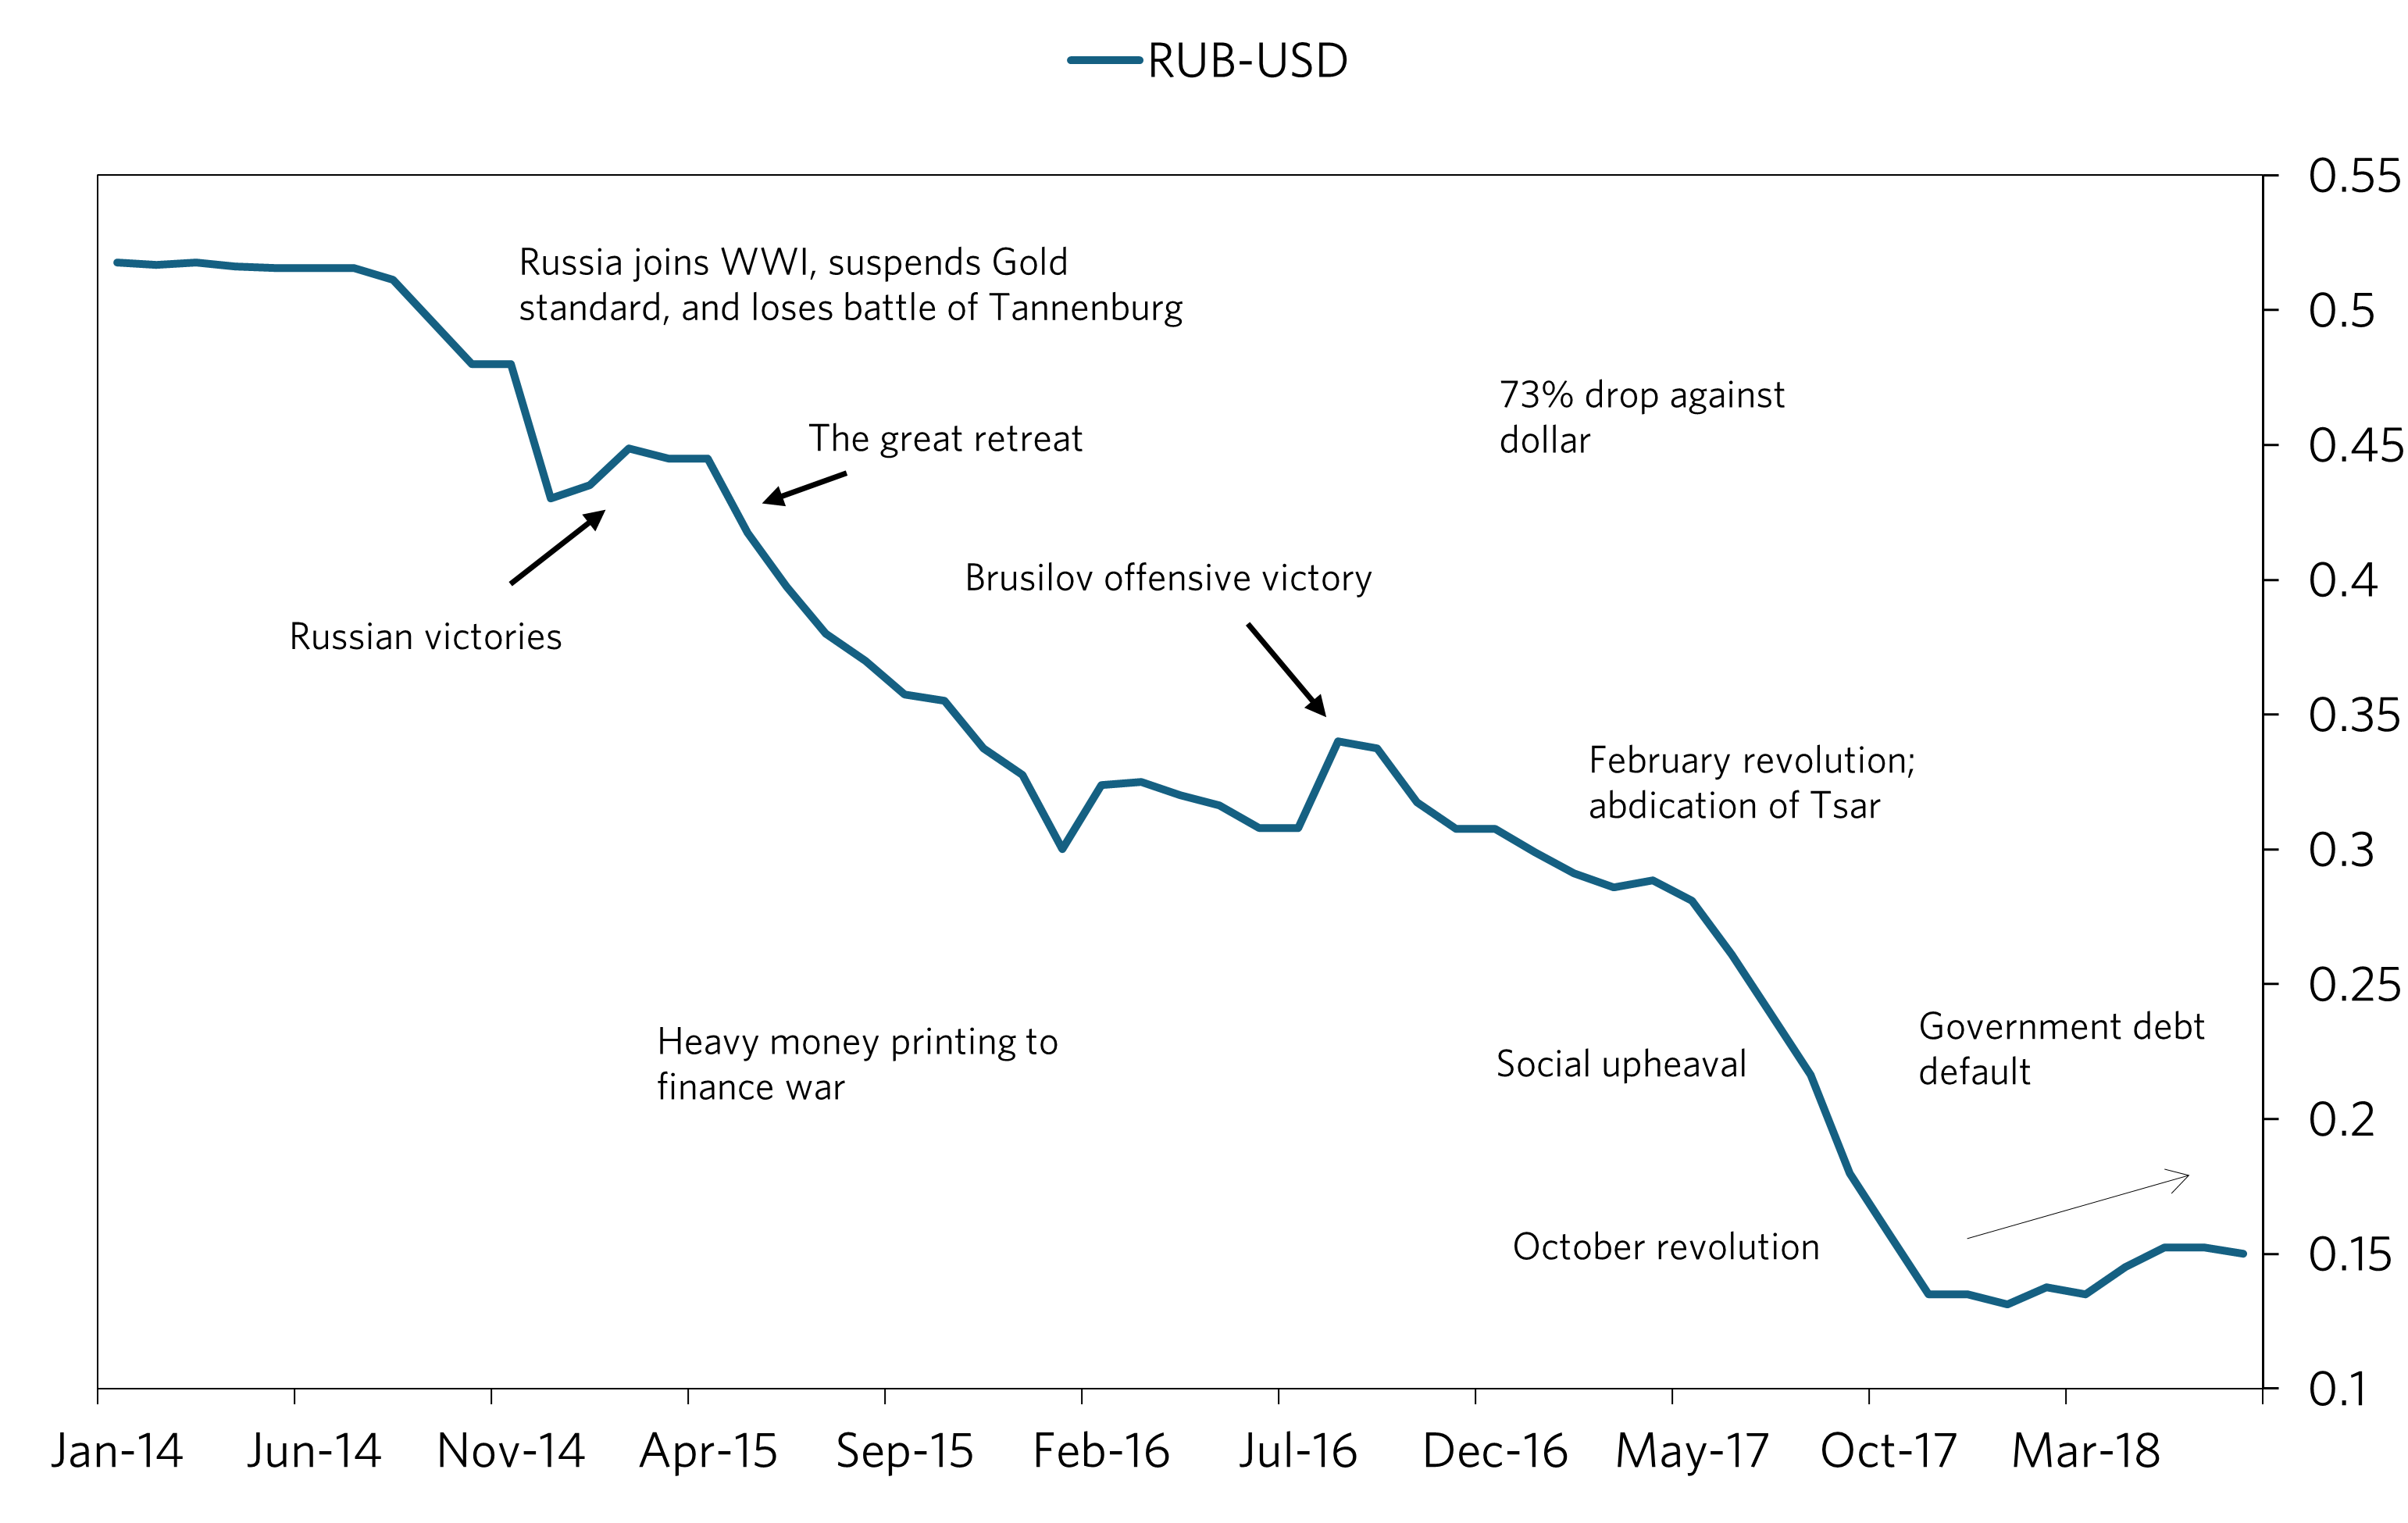 RUB-USD
0.55
Russia joins WWI, suspends Gold
standard, and loses battle of Tannenburg
0.5
73% drop against
dollar
The great retreat
0.45
Brusilov offensive victory
0.4
Russian victories
0.35
February revolution;
abdication of Tsar
0.3
0.25
Heavy money printing to
finance war
Social upheaval
Government debt
default
0.2
October revolution
0.15
0.1
Jan-14 Jun-14 Nov-14 Apr-15 Sep-15 Feb-16 Jul-16 Dec-16 May-17 Oct-17 Mar-18